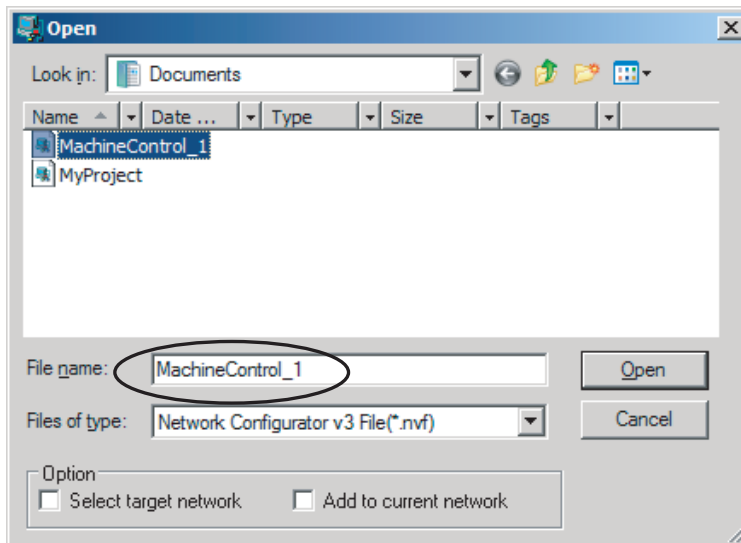 Open
Look in: Documents
Name Date ... Type Size Tags
MachineControl_1
MyProject
File name: MachineControl_1 Open
Files of type: Network Configurator v3 File(*.nvf) Cancel
Option
Select target network Add to current network